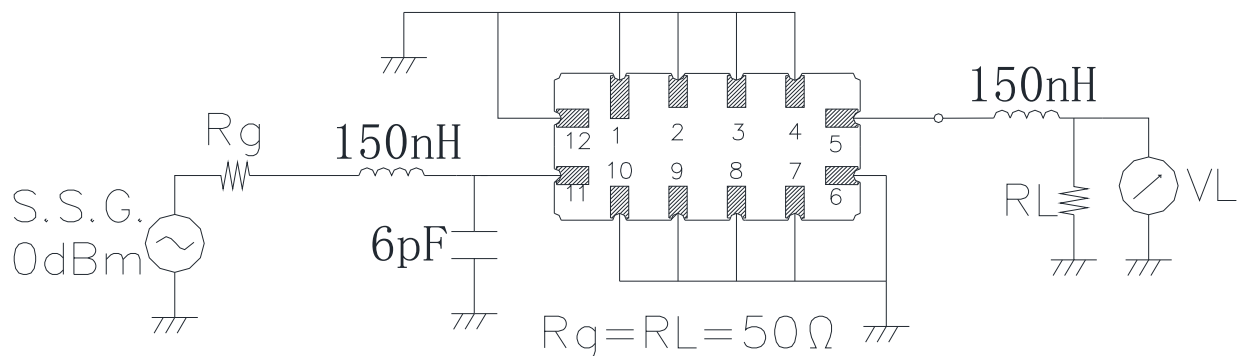 150nH
Rg
150nH
12 1 2 3 4 5
11 10 9 8 7 6
S.S.G.
0dBm
6pF
RL
VL
Rg=RL=50Ω